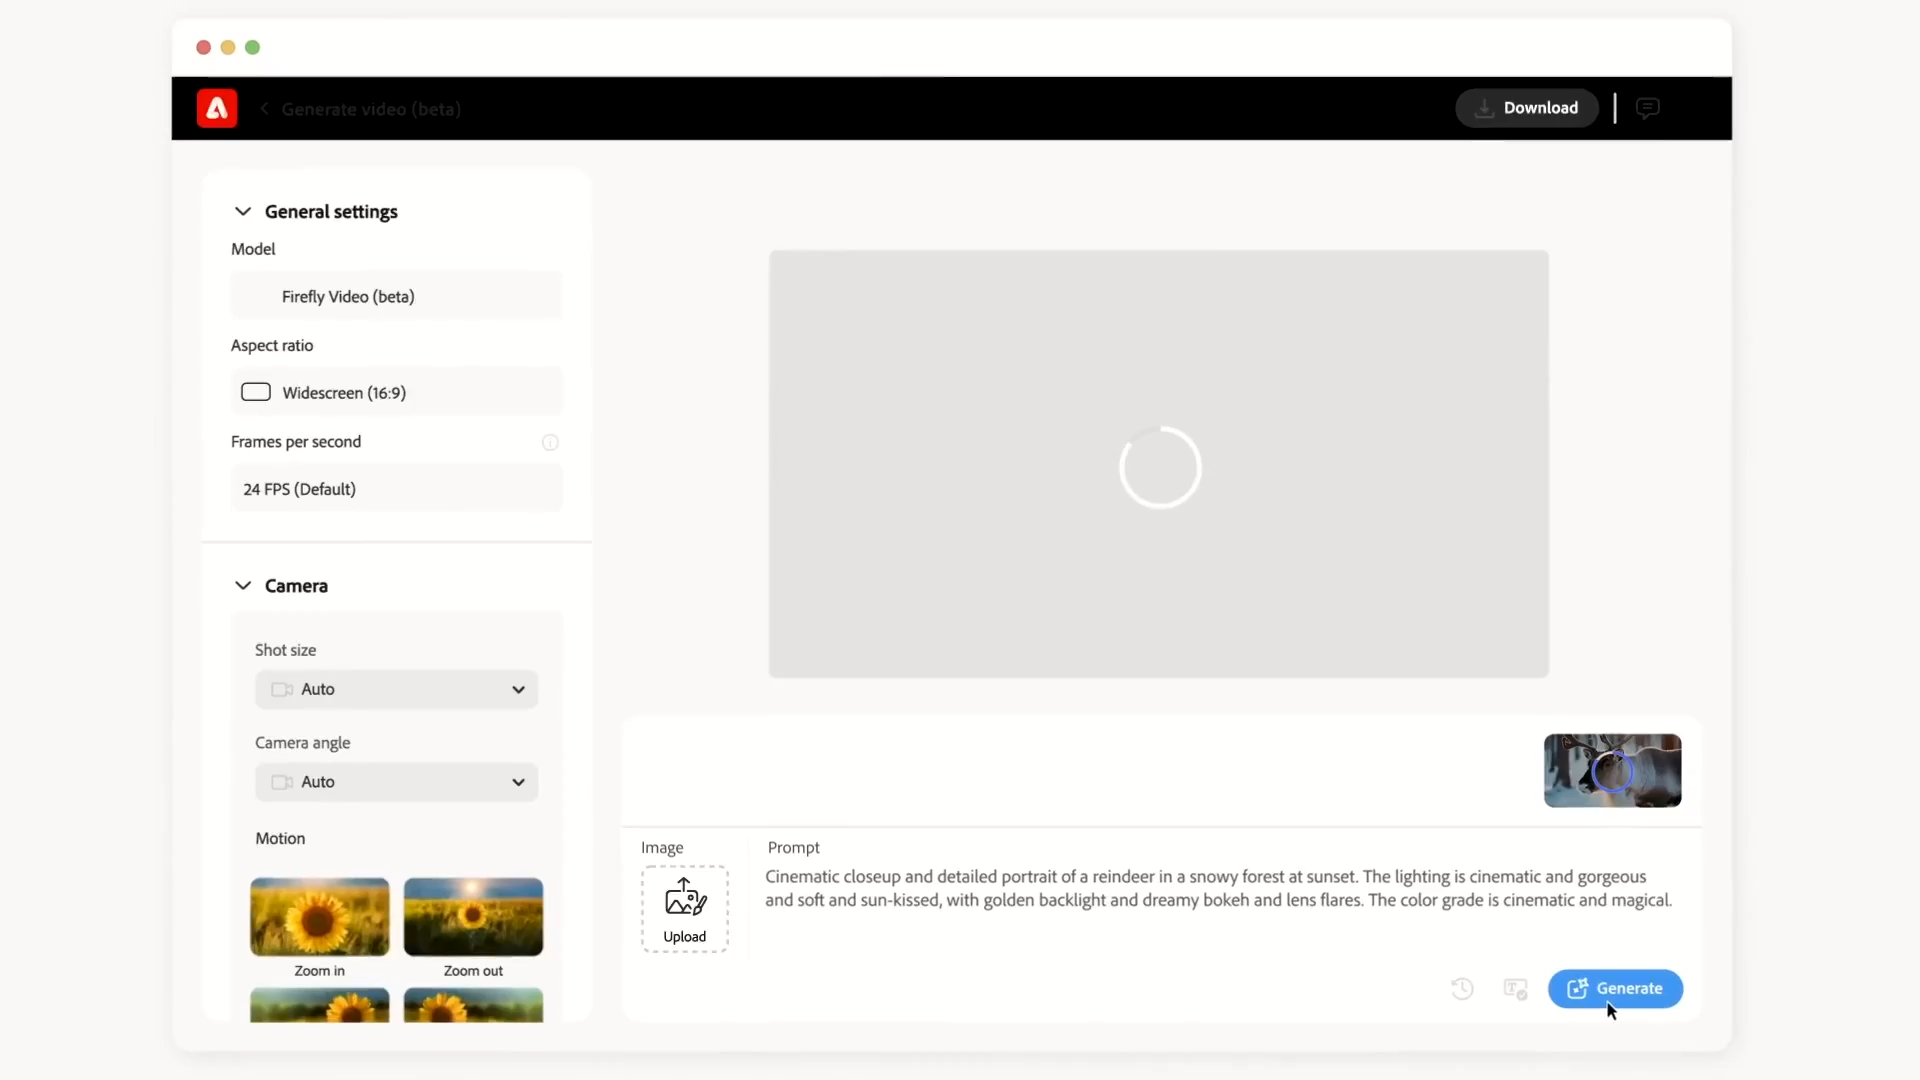 Generate video (beta)
Download
General settings
Model
Firefly Video (beta)
Aspect ratio
Widescreen (16:9)
Frames per second
24 FPS (Default)
Camera
Shot size
Auto
Camera angle
Auto
Motion
Zoom in
Zoom out
Image
Upload
Prompt
Cinematic closeup and detailed portrait of a reindeer in a snowy forest at sunset. The lighting is cinematic and gorgeous
and soft and sun-kissed, with golden backlight and dreamy bokeh and lens flares. The color grade is cinematic and magical.
Generate